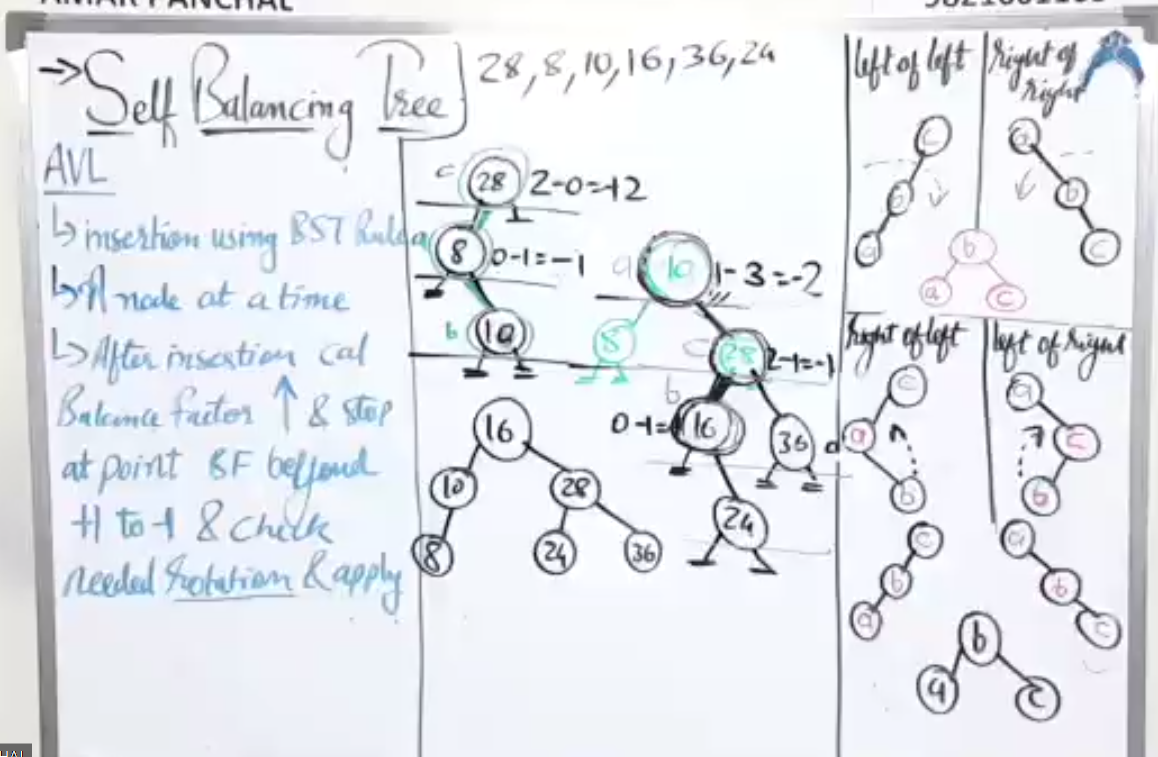 AMAR PANCHAL
→ Self Balancing Tree
28, 8, 10, 16, 36, 24
AVL
↳ insertion using BST Rule
↳ A node at a time
↳ After insertion cal
Balance factor ↑ & stop
at point BF beyond
+1 to -1 & check
needed rotation & apply
c 28 2-0=+2
a 8 0-1=-1
b 10
a 10 1-3=-2
8 c 28 2-1=-1
b
0-1= 16 36
24
16
10 28
8 24 36
left of left
c
b
a
right of right
a
b
c
b
a c
right of left
c
a
b
left of right
a
c
b
c
b
a
a
b
c
b
a c